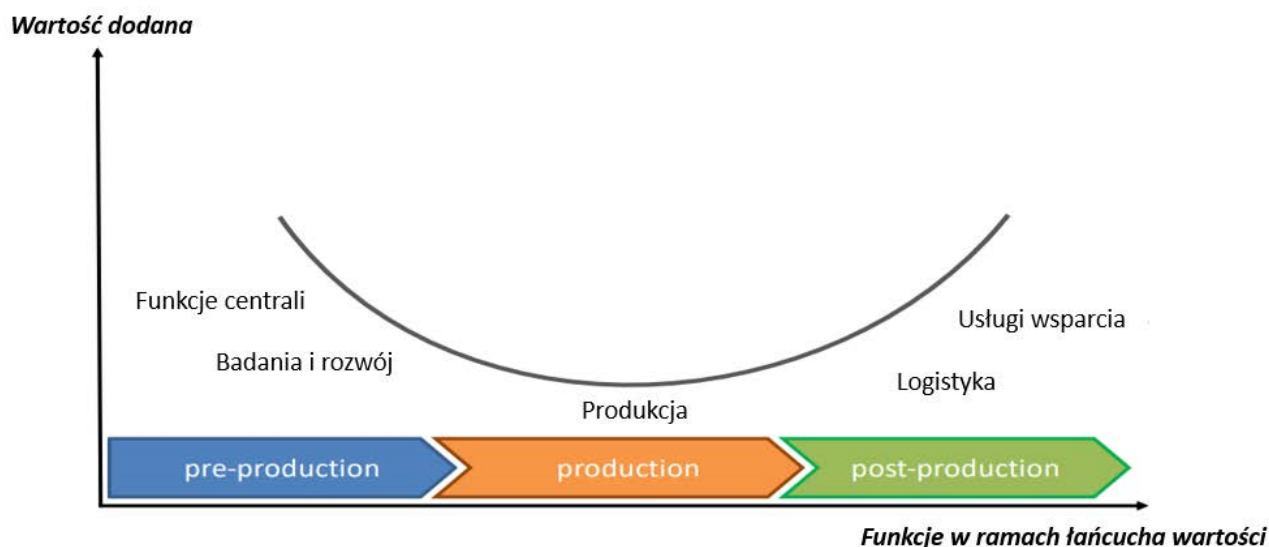 Wartość dodana
Funkcje centrali
Usługi wsparcia
Badania i rozwój
Logistyka
Produkcja
pre-production
production
post-production
Funkcje w ramach łańcucha wartości